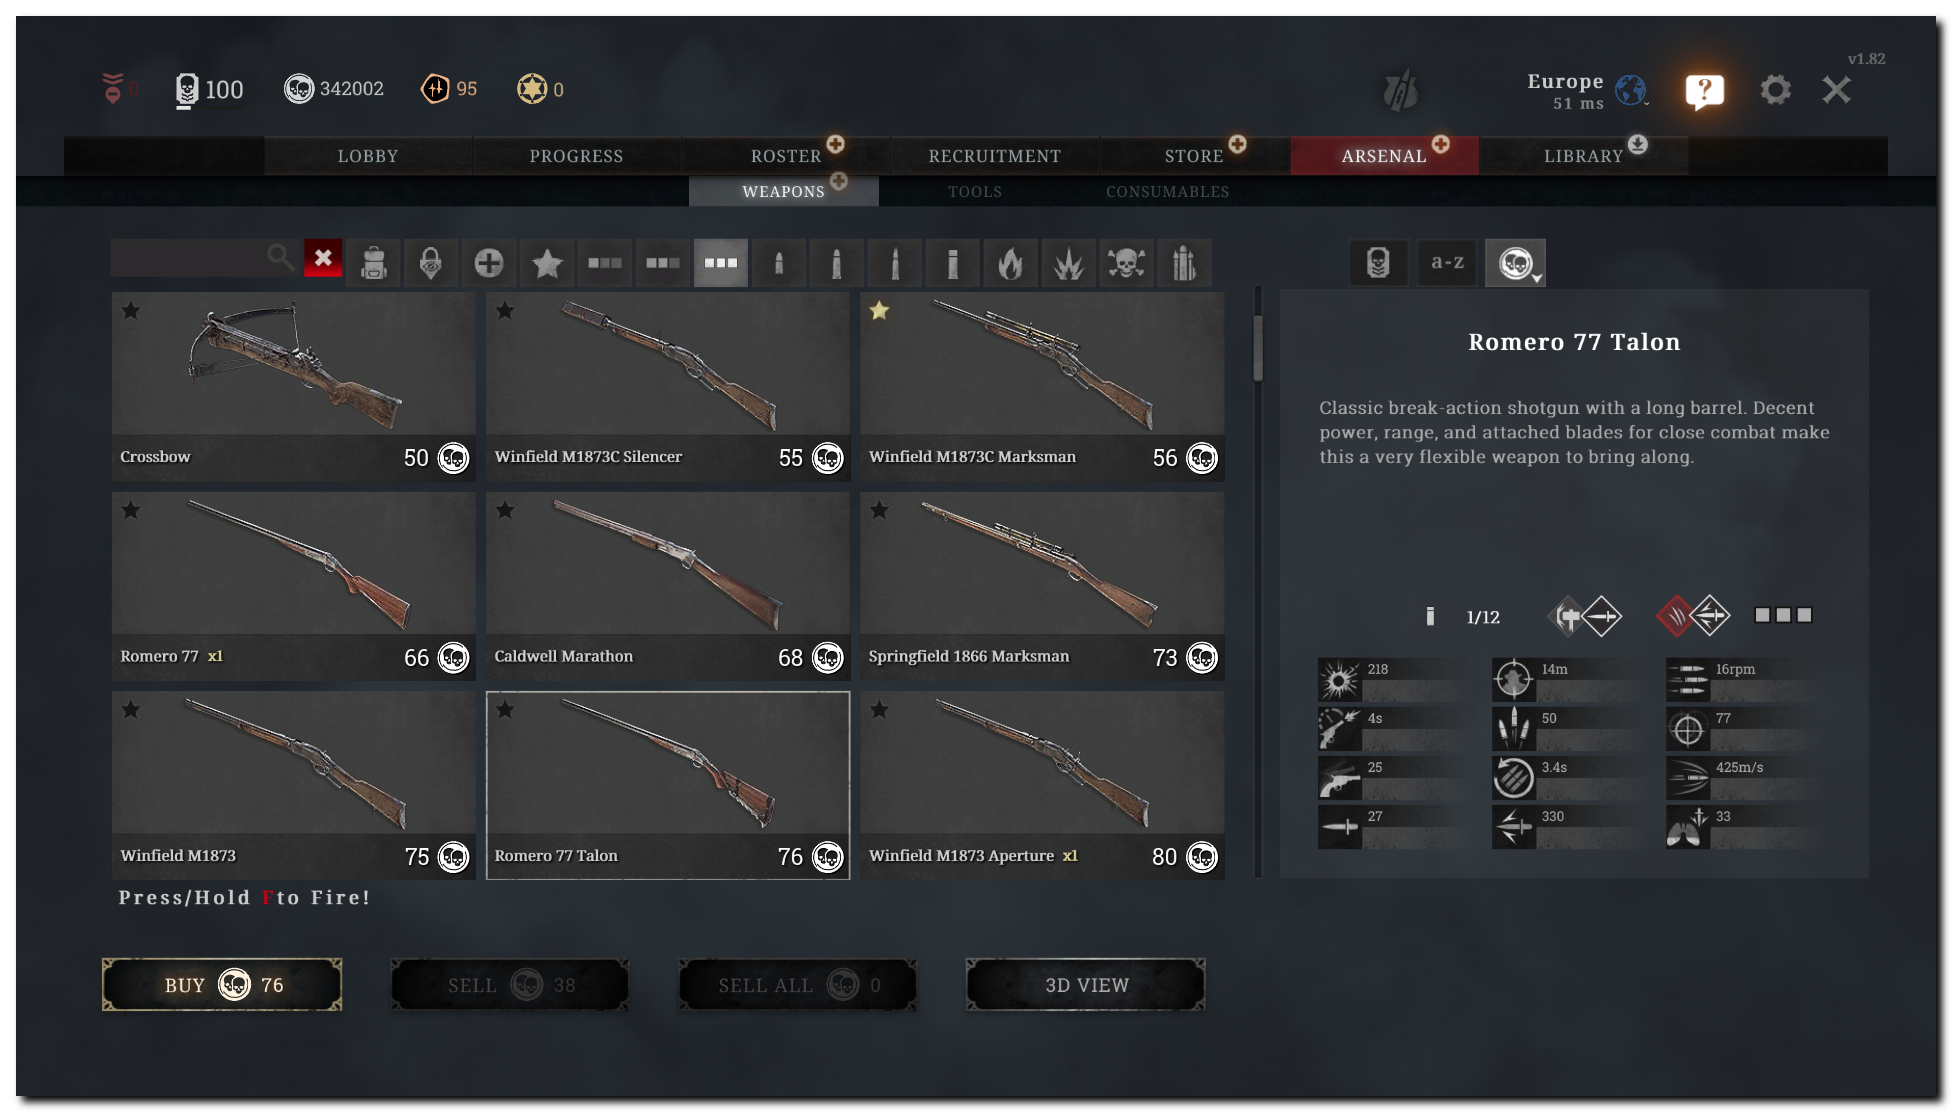 v1.82
0
100
342002
95
0
Europe
51 ms
?
LOBBY
PROGRESS
ROSTER
RECRUITMENT
STORE
ARSENAL
LIBRARY
WEAPONS
TOOLS
CONSUMABLES
a-z
Crossbow 50
Winfield M1873C Silencer 55
Winfield M1873C Marksman 56
Romero 77 x1 66
Caldwell Marathon 68
Springfield 1866 Marksman 73
Winfield M1873 75
Romero 77 Talon 76
Winfield M1873 Aperture x1 80
Press/Hold F to Fire!
BUY 76
SELL 38
SELL ALL 0
3D VIEW
Romero 77 Talon
Classic break-action shotgun with a long barrel. Decent
power, range, and attached blades for close combat make
this a very flexible weapon to bring along.
1/12
218
14m
16rpm
4s
50
77
25
3.4s
425m/s
27
330
33